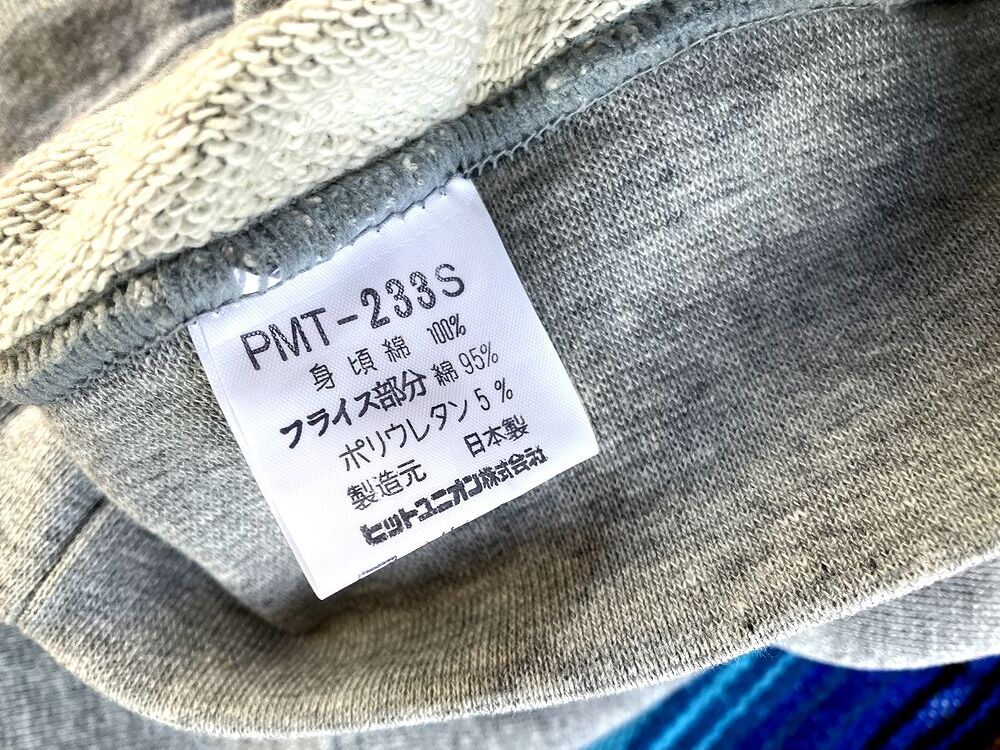 PMT-233S
身頃綿 100%
フライス部分 綿 95%
ポリウレタン 5%
日本製
製造元
ヒットユニオン株式会社